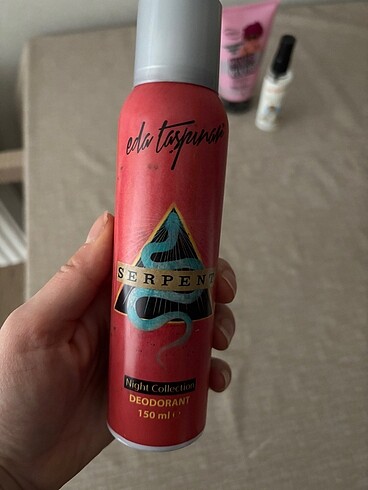 eda taşpınar
SERPENT
Night Collection
DEODORANT
150 ml e